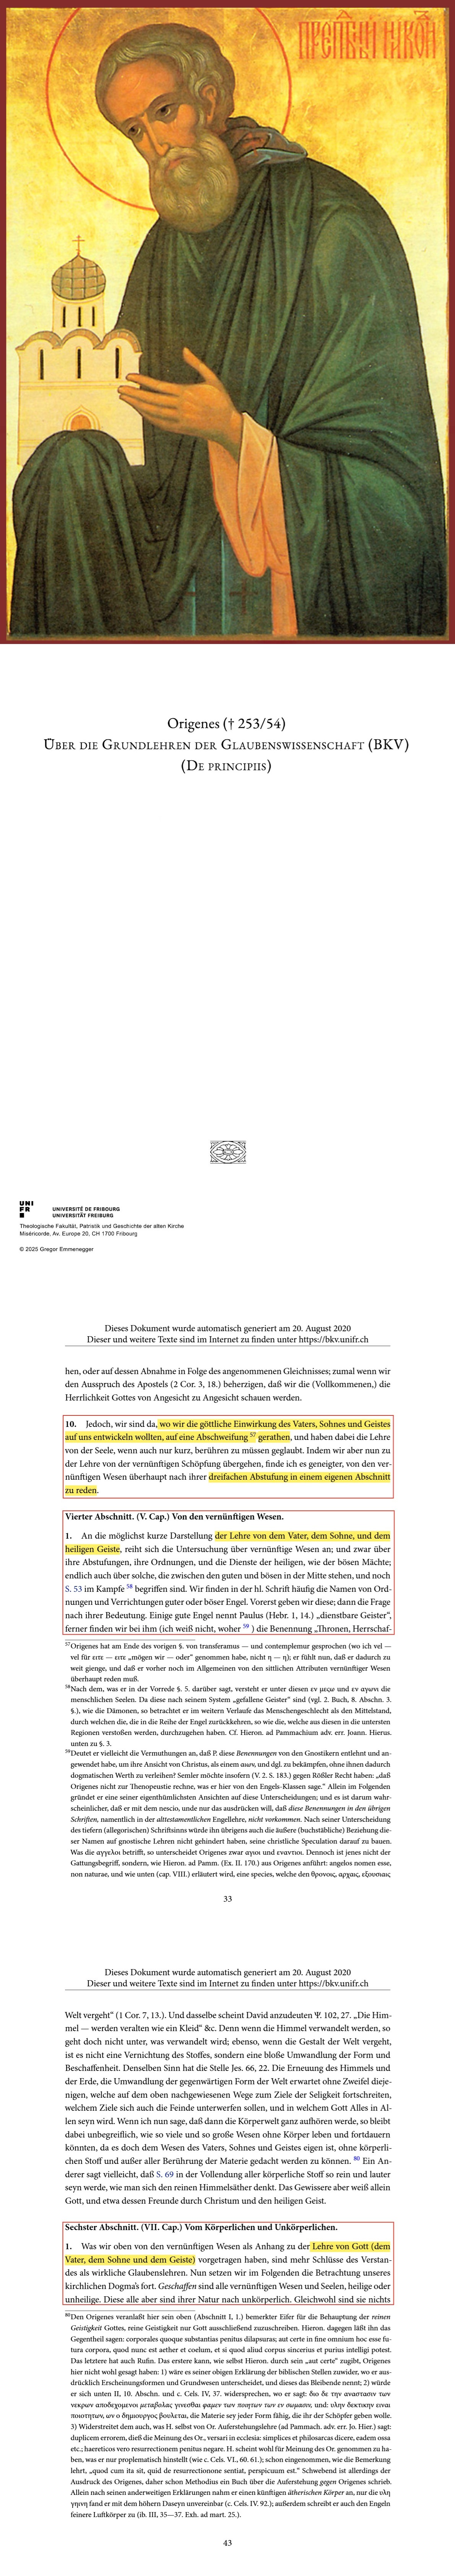 Origenes († 253/54)
Über die Grundlehren der Glaubenswissenschaft (BKV)
(De principiis)
UNI
FR
UNIVERSITÉ DE FRIBOURG
UNIVERSITÄT FREIBURG
Theologische Fakultät, Patristik und Geschichte der alten Kirche
Miséricorde, Av. Europe 20, CH 1700 Fribourg
© 2025 Gregor Emmenegger
Dieses Dokument wurde automatisch generiert am 20. August 2020
Dieser und weitere Texte sind im Internet zu finden unter https://bkv.unifr.ch
hen, oder auf dessen Abnahme in Folge des angenommenen Gleichnisses; zumal wenn wir
den Ausspruch des Apostels (2 Cor. 3, 18.) beherzigen, daß wir die (Vollkommenen,) die
Herrlichkeit Gottes von Angesicht zu Angesicht schauen werden.
10. Jedoch, wir sind da, wo wir die göttliche Einwirkung des Vaters, Sohnes und Geistes
auf uns entwickeln wollten, auf eine Abschweifung 57 gerathen, und haben dabei die Lehre
von der Seele, wenn auch nur kurz, berühren zu müssen geglaubt. Indem wir aber nun zu
der Lehre von der vernünftigen Schöpfung übergehen, finde ich es geeigneter, von den ver-
nünftigen Wesen überhaupt nach ihrer dreifachen Abstufung in einem eigenen Abschnitt
zu reden.
Vierter Abschnitt. (V. Cap.) Von den vernünftigen Wesen.
1. An die möglichst kurze Darstellung der Lehre von dem Vater, dem Sohne, und dem
heiligen Geiste, reiht sich die Untersuchung über vernünftige Wesen an; und zwar über
ihre Abstufungen, ihre Ordnungen, und die Dienste der heiligen, wie der bösen Mächte;
endlich auch über solche, die zwischen den guten und bösen in der Mitte stehen, und noch
S. 53 im Kampfe 58 begriffen sind. Wir finden in der hl. Schrift häufig die Namen von Ord-
nungen und Verrichtungen guter oder böser Engel. Vorerst geben wir diese; dann die Frage
nach ihrer Bedeutung. Einige gute Engel nennt Paulus (Hebr. 1, 14.) „dienstbare Geister“,
ferner finden wir bei ihm (ich weiß nicht, woher 59 ) die Benennung „Thronen, Herrschaf-
57Origenes hat am Ende des vorigen §. von transferamus — und contemplemur gesprochen (wo ich vel —
vel für ειτε — ειτε „mögen wir — oder“ genommen habe, nicht η — η); er fühlt nun, daß er dadurch zu
weit gienge, und daß er vorher noch im Allgemeinen von den sittlichen Attributen vernünftiger Wesen
überhaupt reden muß.
58Nach dem, was er in der Vorrede §. 5. darüber sagt, versteht er unter diesen εν μεσω und εν αγωνι die
menschlichen Seelen. Da diese nach seinem System „gefallene Geister“ sind (vgl. 2. Buch, 8. Abschn. 3.
§.), wie die Dämonen, so betrachtet er im weitern Verlaufe das Menschengeschlecht als den Mittelstand,
durch welchen die, die in die Reihe der Engel zurückkehren, so wie die, welche aus diesen in die untersten
Regionen verstoßen werden, durchzugehen haben. Cf. Hieron. ad Pammachium adv. err. Joann. Hierus.
unten zu §. 3.
59Deutet er vielleicht die Vermuthungen an, daß P. diese Benennungen von den Gnostikern entlehnt und an-
gewendet habe, um ihre Ansicht von Christus, als einem αιων, und dgl. zu bekämpfen, ohne ihnen dadurch
dogmatischen Werth zu verleihen? Semler möchte insofern (V. 2. S. 183.) gegen Rößler Recht haben: „daß
Origenes nicht zur Thenopeustie rechne, was er hier von den Engels-Klassen sage.“ Allein im Folgenden
gründet er eine seiner eigenthümlichsten Ansichten auf diese Unterscheidungen; und es ist darum wahr-
scheinlicher, daß er mit dem nescio, unde nur das ausdrücken will, daß diese Benennungen in den übrigen
Schriften, namentlich in der alttestamentlichen Engellehre, nicht vorkommen. Nach seiner Unterscheidung
des tiefern (allegorischen) Schriftsinns würde ihn übrigens auch die äußere (buchstäbliche) Beziehung die-
ser Namen auf gnostische Lehren nicht gehindert haben, seine christliche Speculation darauf zu bauen.
Was die αγγελοι betrifft, so unterscheidet Origenes zwar αγιοι und εναντιοι. Dennoch ist jenes nicht der
Gattungsbegriff, sondern, wie Hieron. ad Pamm. (Ex. II. 170.) aus Origenes anführt: angelos nomen esse,
non naturae, und wie unten (cap. VIII.) erläutert wird, eine species, welche den θρονοις, αρχαις, εξουσιαις
33
Dieses Dokument wurde automatisch generiert am 20. August 2020
Dieser und weitere Texte sind im Internet zu finden unter https://bkv.unifr.ch
Welt vergeht“ (1 Cor. 7, 13.). Und dasselbe scheint David anzudeuten Ψ. 102, 27. „Die Him-
mel — werden veralten wie ein Kleid“ &c. Denn wenn die Himmel verwandelt werden, so
geht doch nicht unter, was verwandelt wird; ebenso, wenn die Gestalt der Welt vergeht,
ist es nicht eine Vernichtung des Stoffes, sondern eine bloße Umwandlung der Form und
Beschaffenheit. Denselben Sinn hat die Stelle Jes. 66, 22. Die Erneuung des Himmels und
der Erde, die Umwandlung der gegenwärtigen Form der Welt erwartet ohne Zweifel dieje-
nigen, welche auf dem oben nachgewiesenen Wege zum Ziele der Seligkeit fortschreiten,
welchem Ziele sich auch die Feinde unterwerfen sollen, und in welchem Gott Alles in Al-
len seyn wird. Wenn ich nun sage, daß dann die Körperwelt ganz aufhören werde, so bleibt
dabei unbegreiflich, wie so viele und so große Wesen ohne Körper leben und fortdauern
könnten, da es doch dem Wesen des Vaters, Sohnes und Geistes eigen ist, ohne körperli-
chen Stoff und außer aller Berührung der Materie gedacht werden zu können. 80 Ein An-
derer sagt vielleicht, daß S. 69 in der Vollendung aller körperliche Stoff so rein und lauter
seyn werde, wie man sich den reinen Himmelsäther denkt. Das Gewissere aber weiß allein
Gott, und etwa dessen Freunde durch Christum und den heiligen Geist.
Sechster Abschnitt. (VII. Cap.) Vom Körperlichen und Unkörperlichen.
1. Was wir oben von den vernünftigen Wesen als Anhang zu der Lehre von Gott (dem
Vater, dem Sohne und dem Geiste) vorgetragen haben, sind mehr Schlüsse des Verstan-
des als wirkliche Glaubenslehren. Nun setzen wir im Folgenden die Betrachtung unseres
kirchlichen Dogma’s fort. Geschaffen sind alle vernünftigen Wesen und Seelen, heilige oder
unheilige. Diese alle aber sind ihrer Natur nach unkörperlich. Gleichwohl sind sie nichts
80Den Origenes veranlaßt hier sein oben (Abschnitt I, 1.) bemerkter Eifer für die Behauptung der reinen
Geistigkeit Gottes, reine Geistigkeit nur Gott ausschließend zuzuschreiben. Hieron. dagegen läßt ihn das
Gegenteil sagen: corporales quoque substantias penitus dilapsuras; aut certe in fine omnium hoc esse fu-
tura corpora, quod nunc est aether et coelum, et si quod aliud corpus sincerius et purius intelligi potest.
Das letztere hat auch Rufin. Das erstere kann, wie selbst Hieron. durch sein „aut certe“ zugibt, Origenes
hier nicht wohl gesagt haben: 1) wäre es seiner obigen Erklärung der biblischen Stellen zuwider, wo er aus-
drücklich Erscheinungsformen und Grundwesen unterscheidet, und dieses das Bleibende nennt; 2) würde
er sich unten II, 10. Abschn. und c. Cels. IV, 37. widersprechen, wo er sagt: διο δε την αναστασιν των
νεκρων αποδεχομενοι μεταβολας γινεσθαι φαμεν των ποιοτητων των εν σωμασιν; und: υλην δεκτικην ειναι
ποιοτητων, ων ο δημιουργος βουλεται, die Materie sey jeder Form fähig, die ihr der Schöpfer geben wolle.
3) Widerstreitet dem auch, was H. selbst von Or. Auferstehungslehre (ad Pammach. adv. err. Jo. Hier.) sagt:
duplicem errorem, dieß die Meinung des Or., versari in ecclesia: simplices et philosarcas dicere, eadem ossa
etc.; haereticos vero resurrectionem penitus negare. H. scheint wohl für Meinung des Or. genommen zu ha-
ben, was er nur problematisch hinstellt (wie c. Cels. VI., 60. 61.); schon eingenommen, wie die Bemerkung
lehrt, „quod cum ita sit, quid de resurrectione sentiat, perspicuum est.“ Schwebend ist allerdings der
Ausdruck des Origenes, daher schon Methodius ein Buch über die Auferstehung gegen Origenes schrieb.
Allein nach seinen anderweitigen Erklärungen nahm er einen künftigen ätherischen Körper an, nur die υλη
γηινη fand er mit dem höhern Daseyn unvereinbar (c. Cels. IV. 92.); außerdem schreibt er auch den Engeln
feinere Luftkörper zu (ib. III, 35—37. Exh. ad mart. 25.).
43